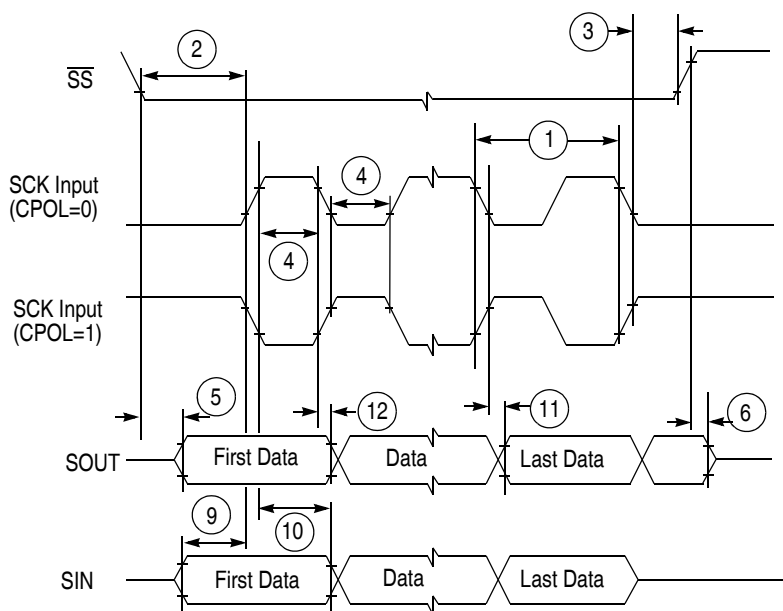 3
2
SS
1
SCK Input
(CPOL=0)
4
4
SCK Input
(CPOL=1)
5
12
11
6
SOUT
First Data
Data
Last Data
9
10
SIN
First Data
Data
Last Data